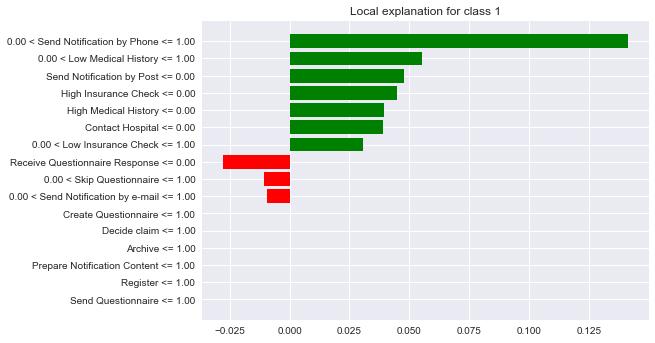 Local explanation for class 1
0.00 < Send Notification by Phone <= 1.00
0.00 < Low Medical History <= 1.00
Send Notification by Post <= 0.00
High Insurance Check <= 0.00
High Medical History <= 0.00
Contact Hospital <= 0.00
0.00 < Low Insurance Check <= 1.00
Receive Questionnaire Response <= 0.00
0.00 < Skip Questionnaire <= 1.00
0.00 < Send Notification by e-mail <= 1.00
Create Questionnaire <= 1.00
Decide claim <= 1.00
Archive <= 1.00
Prepare Notification Content <= 1.00
Register <= 1.00
Send Questionnaire <= 1.00
−0.025 0.000 0.025 0.050 0.075 0.100 0.125